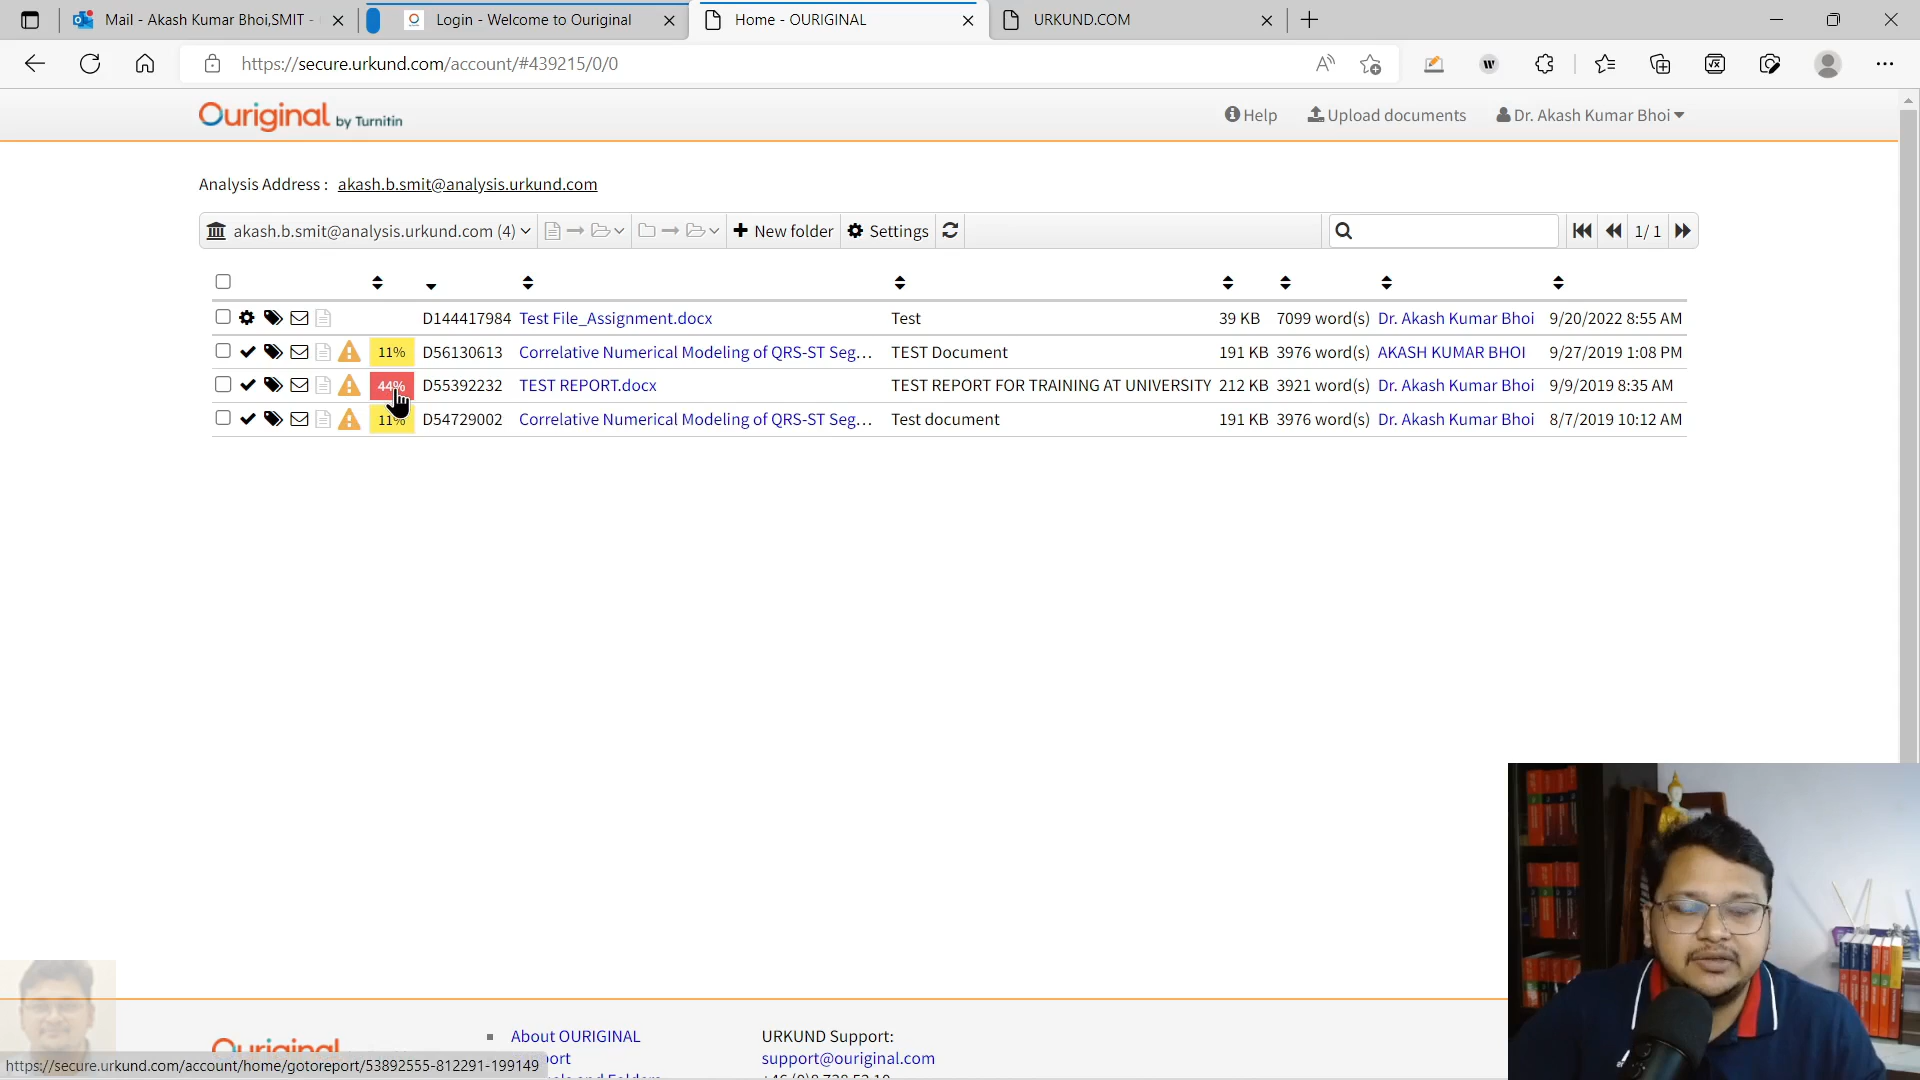 Mail - Akash Kumar Bhoi,SMIT -
Login - Welcome to Ouriginal
Home - OURIGINAL
URKUND.COM
https://secure.urkund.com/account/#439215/0/0
Ouriginal by Turnitin
Help
Upload documents
Dr. Akash Kumar Bhoi
Analysis Address : akash.b.smit@analysis.urkund.com
akash.b.smit@analysis.urkund.com (4)
New folder
Settings
1/ 1
D144417984 Test File_Assignment.docx Test 39 KB 7099 word(s) Dr. Akash Kumar Bhoi 9/20/2022 8:55 AM
11% D56130613 Correlative Numerical Modeling of QRS-ST Seg... TEST Document 191 KB 3976 word(s) AKASH KUMAR BHOI 9/27/2019 1:08 PM
44% D55392232 TEST REPORT.docx TEST REPORT FOR TRAINING AT UNIVERSITY 212 KB 3921 word(s) Dr. Akash Kumar Bhoi 9/9/2019 8:35 AM
11% D54729002 Correlative Numerical Modeling of QRS-ST Seg... Test document 191 KB 3976 word(s) Dr. Akash Kumar Bhoi 8/7/2019 10:12 AM
About OURIGINAL
URKUND Support:
support@ouriginal.com
https://secure.urkund.com/account/home/gotoreport/53892555-812291-199149